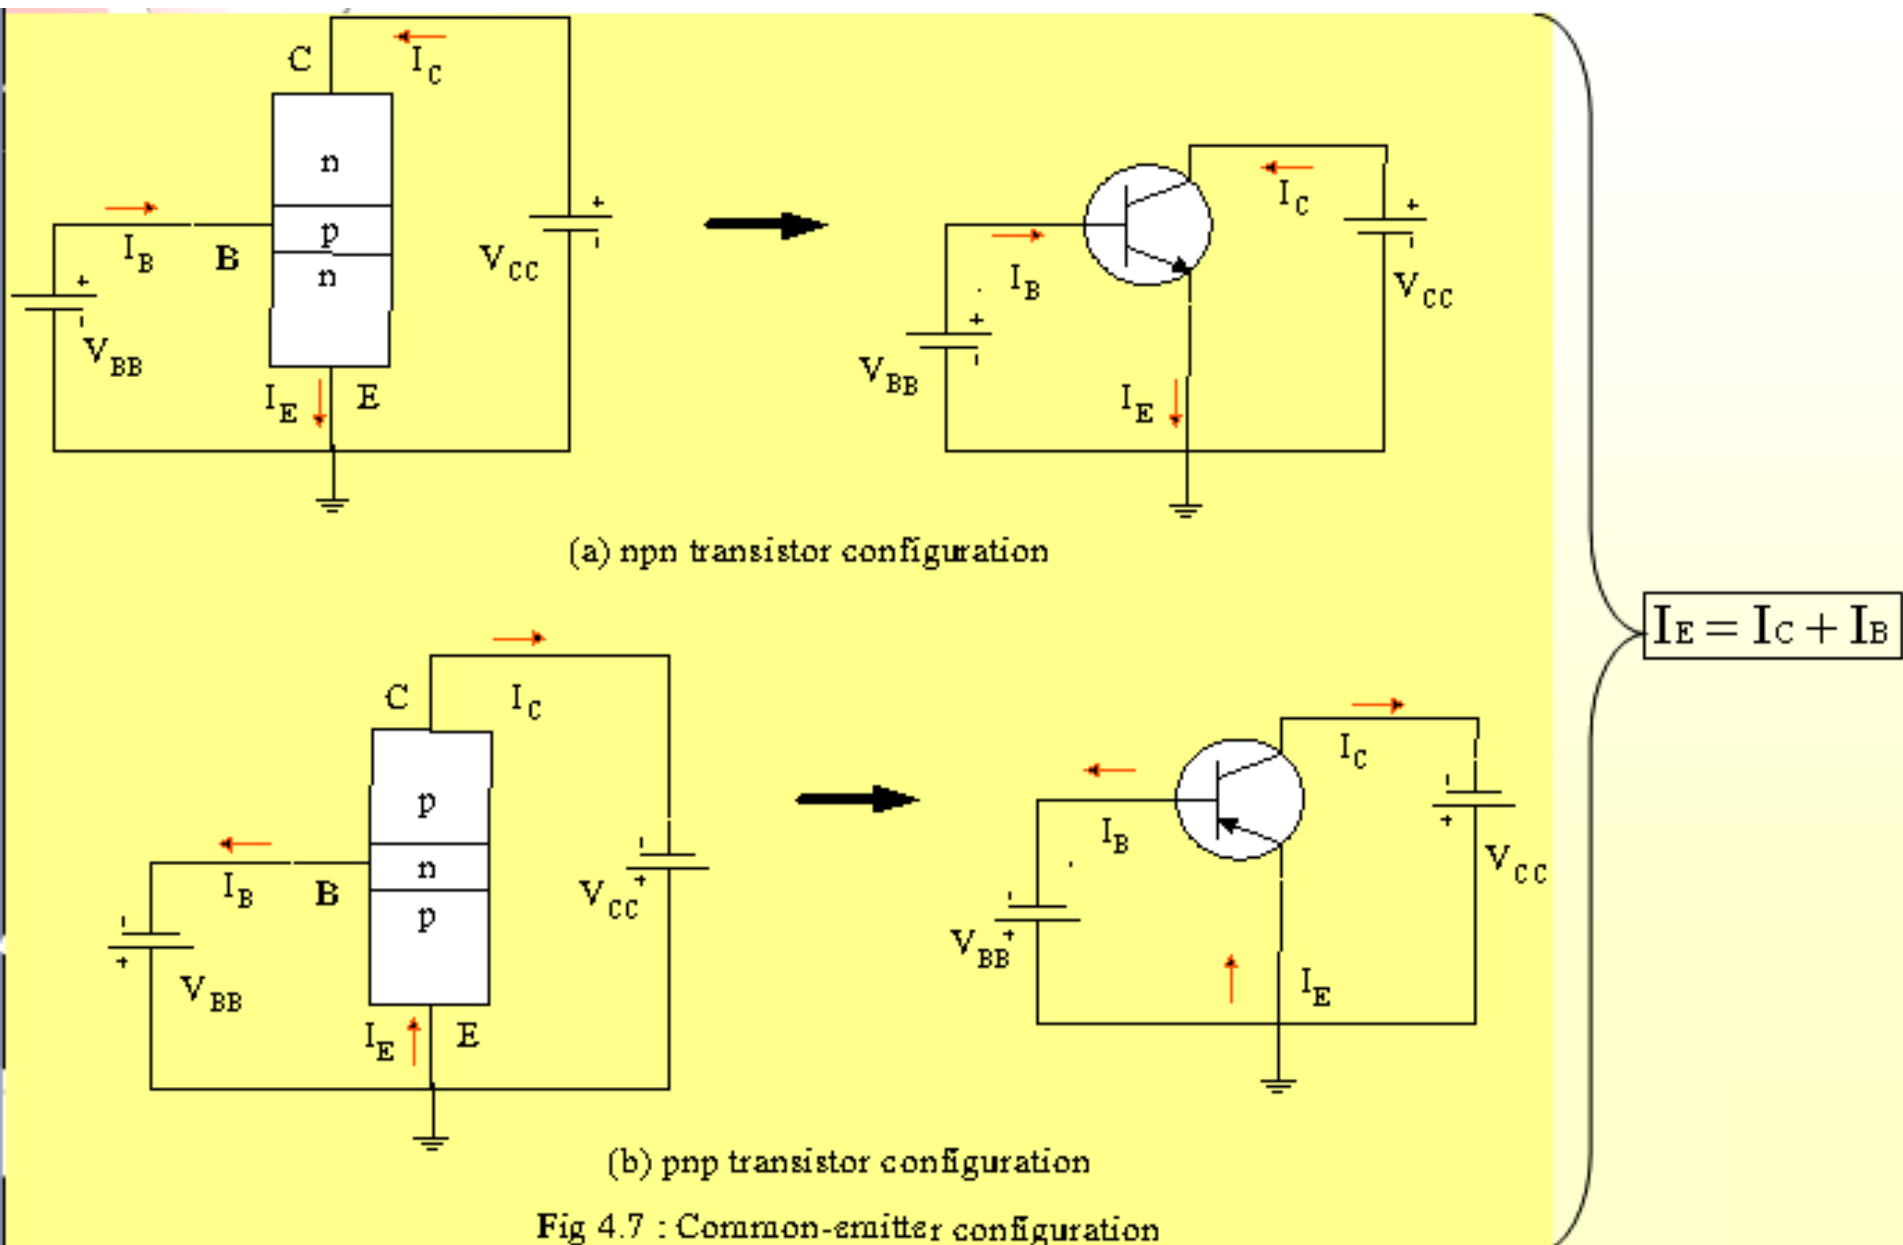 C
I_C
n
p
n
I_B
B
+
-
V_BB
+
-
V_CC
I_E
E
I_C
I_B
+
-
V_BB
+
-
V_CC
I_E
(a) npn transistor configuration
I_E = I_C + I_B
C
I_C
p
n
p
I_B
B
-
+
V_BB
-
+
V_CC
I_E
E
I_C
I_B
-
+
V_BB
-
+
V_CC
I_E
(b) pnp transistor configuration
Fig 4.7 : Common-emitter configuration